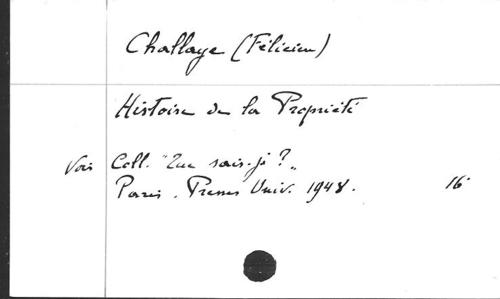 Challaye (Félicien)
Histoire de la Propriété
Voir Coll. "Que sais-je ?"
Paris. Presses Univ. 1948. 16°